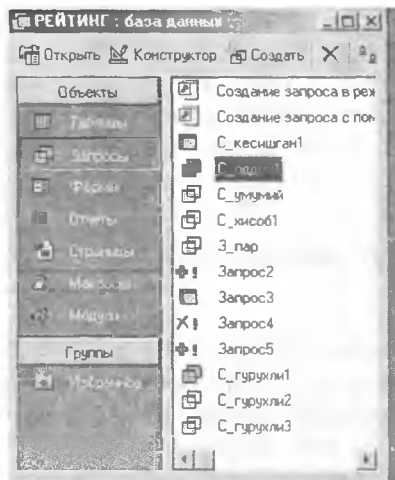 РЕЙТИНГ : база данных
Открыть Конструктор Создать
Объекты
Таблицы
Запросы
Формы
Отчеты
Страницы
Макросы
Модули
Группы
Избранное
Создание запроса в реж
Создание запроса с пом
С_кесишган1
С_умумий
С_хисоб1
З_пар
Запрос2
Запрос3
Запрос4
Запрос5
С_гурухли1
С_гурухли2
С_гурухли3